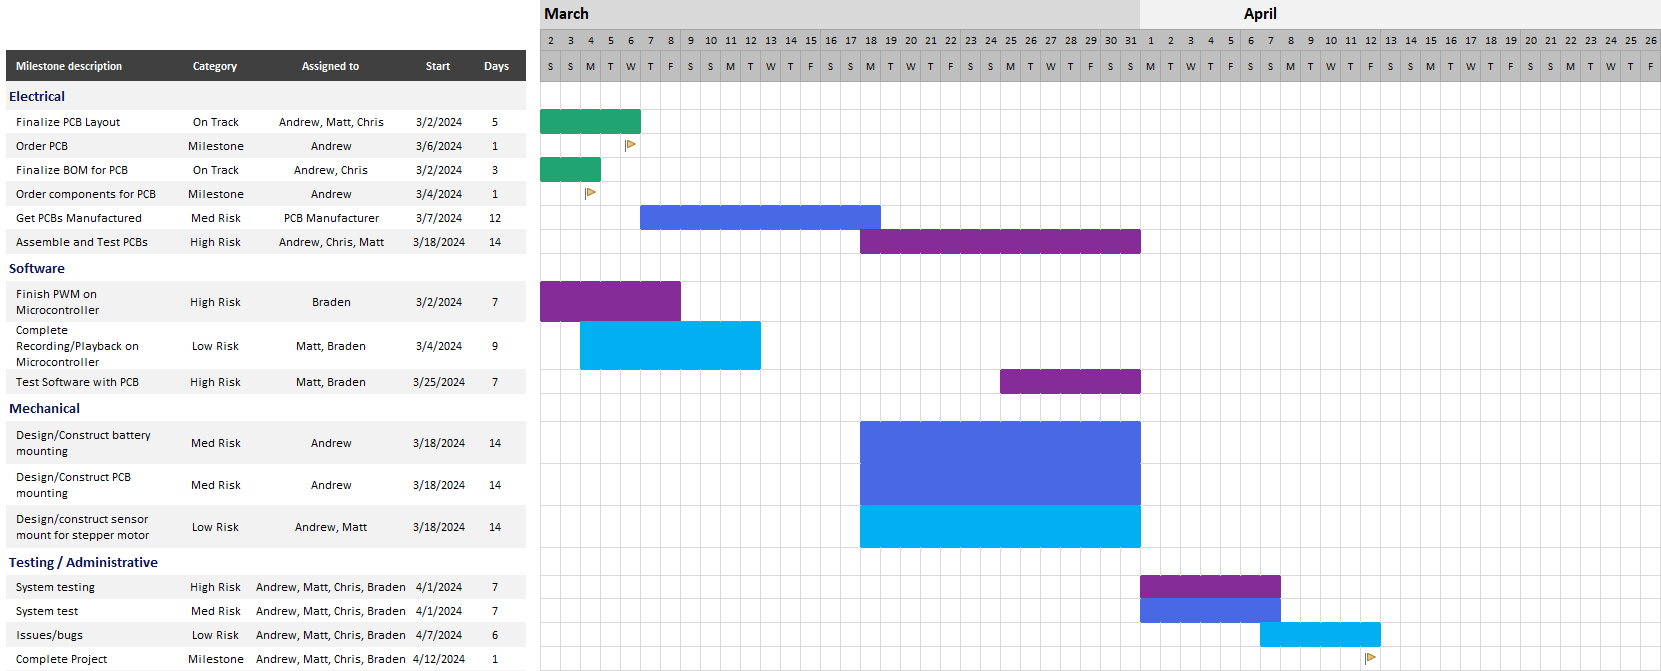 March April
2 3 4 5 6 7 8 9 10 11 12 13 14 15 16 17 18 19 20 21 22 23 24 25 26 27 28 29 30 31 1 2 3 4 5 6 7 8 9 10 11 12 13 14 15 16 17 18 19 20 21 22 23 24 25 26
Milestone description Category Assigned to Start Days S S M T W T F S S M T W T F S S M T W T F S S M T W T F S S M T W T F S S M T W T F S S M T W T F S S M T W T F
Electrical
Finalize PCB Layout On Track Andrew, Matt, Chris 3/2/2024 5
Order PCB Milestone Andrew 3/6/2024 1
Finalize BOM for PCB On Track Andrew, Chris 3/2/2024 3
Order components for PCB Milestone Andrew 3/4/2024 1
Get PCBs Manufactured Med Risk PCB Manufacturer 3/7/2024 12
Assemble and Test PCBs High Risk Andrew, Chris, Matt 3/18/2024 14
Software
Finish PWM on
Microcontroller High Risk Braden 3/2/2024 7
Complete
Recording/Playback on Low Risk Matt, Braden 3/4/2024 9
Microcontroller
Test Software with PCB High Risk Matt, Braden 3/25/2024 7
Mechanical
Design/Construct battery
mounting Med Risk Andrew 3/18/2024 14
Design/Construct PCB
mounting Med Risk Andrew 3/18/2024 14
Design/construct sensor
mount for stepper motor Low Risk Andrew, Matt 3/18/2024 14
Testing / Administrative
System testing High Risk Andrew, Matt, Chris, Braden 4/1/2024 7
System test Med Risk Andrew, Matt, Chris, Braden 4/1/2024 7
Issues/bugs Low Risk Andrew, Matt, Chris, Braden 4/7/2024 6
Complete Project Milestone Andrew, Matt, Chris, Braden 4/12/2024 1